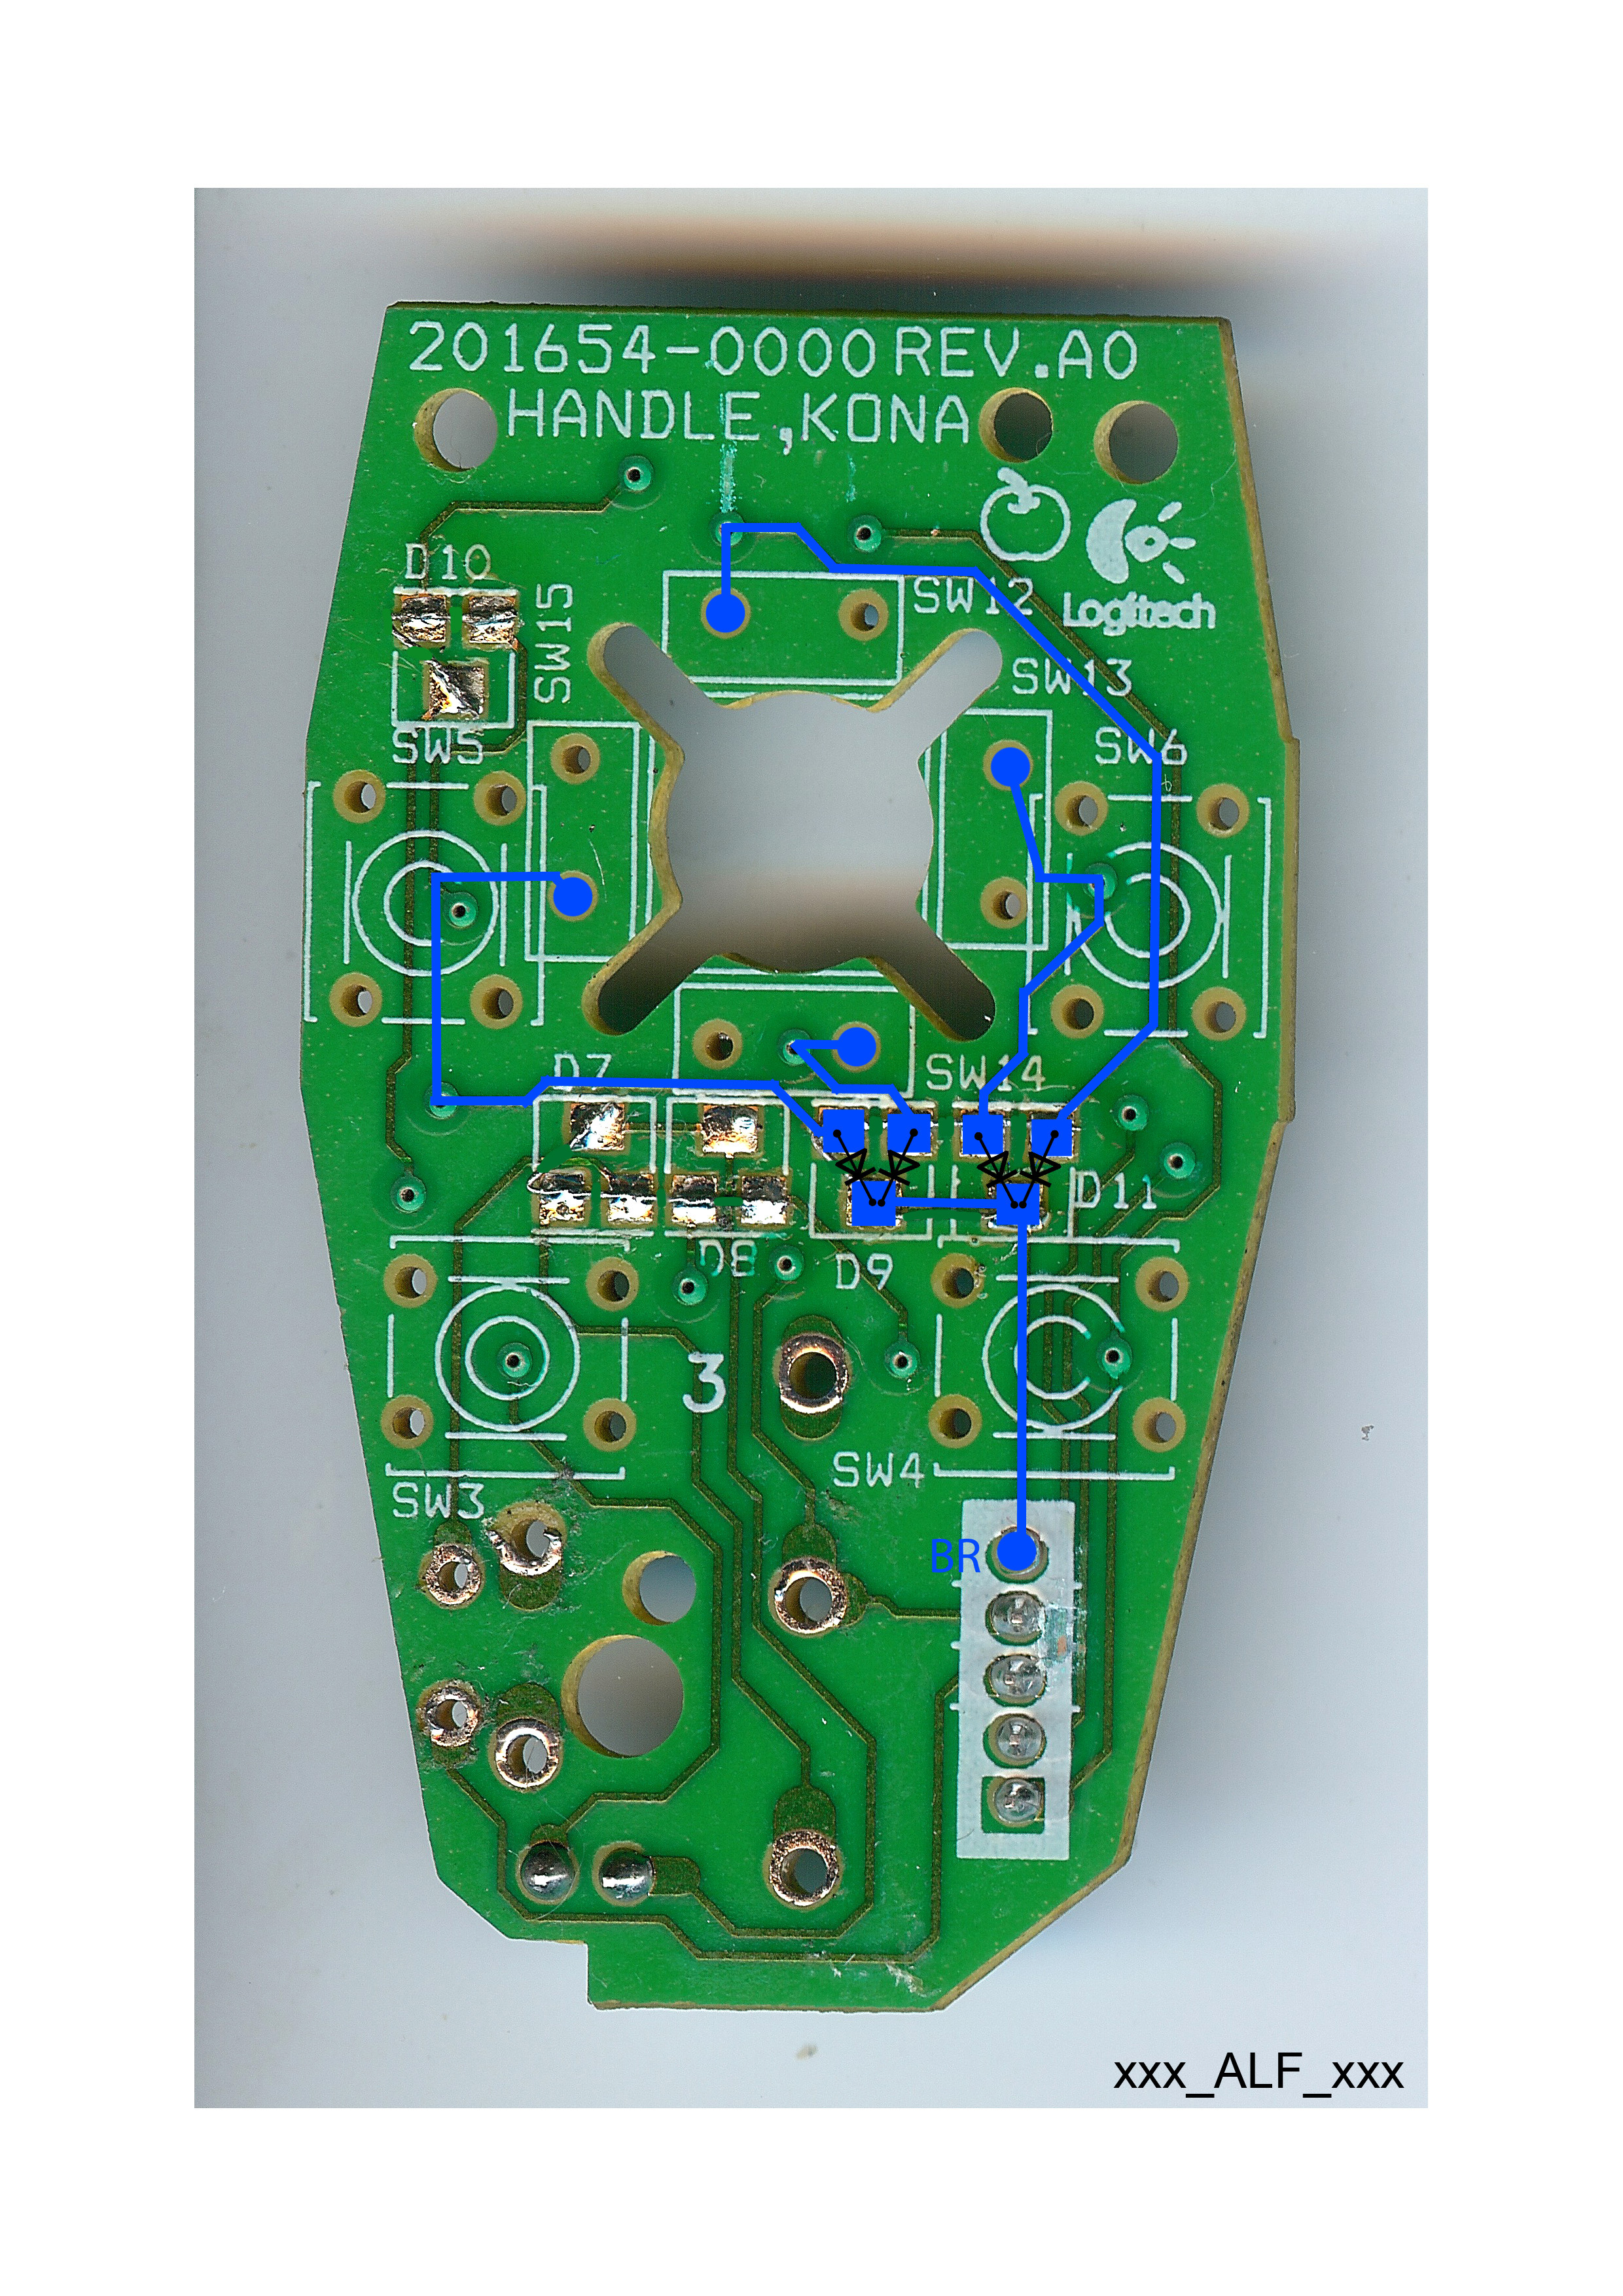 201654-0000 REV.A0
HANDLE,KONA
D10
SW12
Logitech
SW15
SW13
SW5
SW6
D7
SW14
D11
D8
D9
3
SW4
SW3
BR
xxx_ALF_xxx